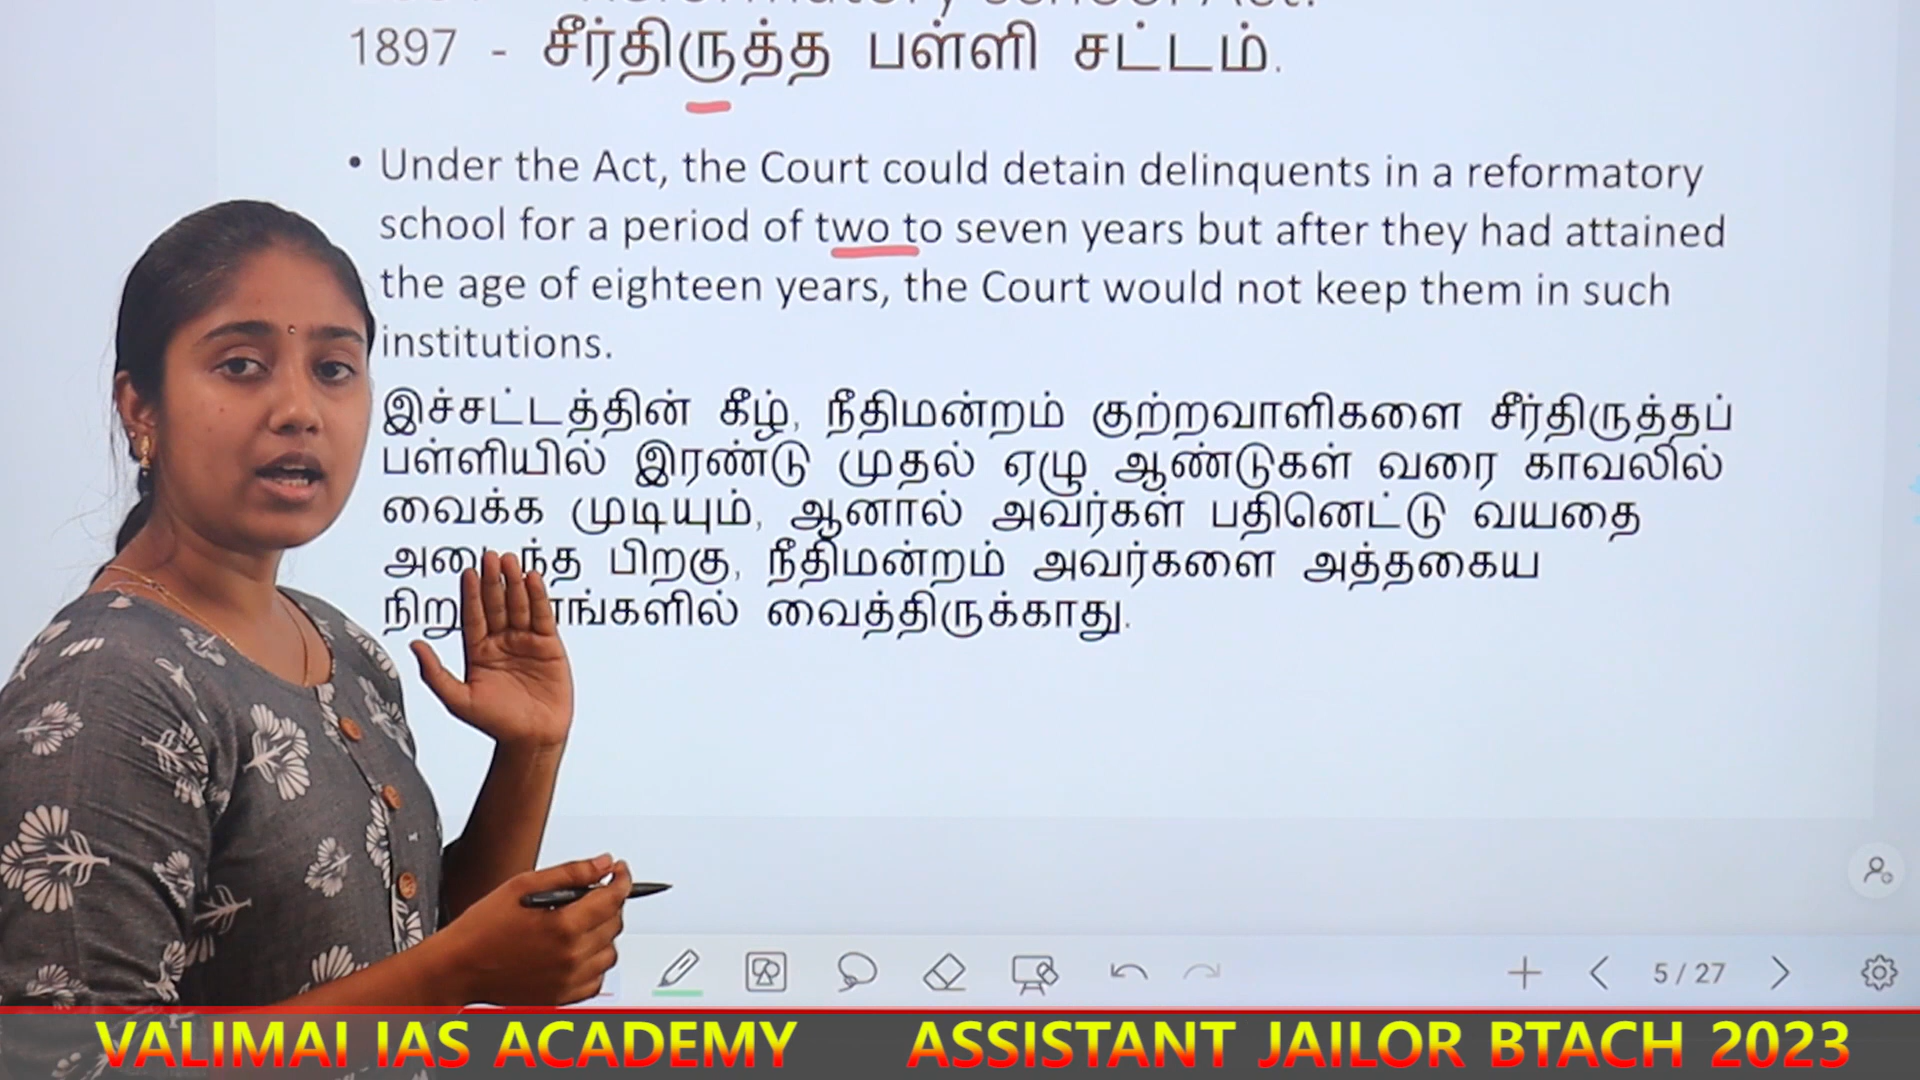 1897 - சீர்திருத்த பள்ளி சட்டம்.
• Under the Act, the Court could detain delinquents in a reformatory
school for a period of two to seven years but after they had attained
the age of eighteen years, the Court would not keep them in such
institutions.
இச்சட்டத்தின் கீழ், நீதிமன்றம் குற்றவாளிகளை சீர்திருத்தப்
பள்ளியில் இரண்டு முதல் ஏழு ஆண்டுகள் வரை காவலில்
வைக்க முடியும், ஆனால் அவர்கள் பதினெட்டு வயதை
பிறகு, நீதிமன்றம் அவர்களை அத்தகைய
வைத்திருக்காது.
5 / 27
VALIMAI IAS ACADEMY ASSISTANT JAILOR BTACH 2023